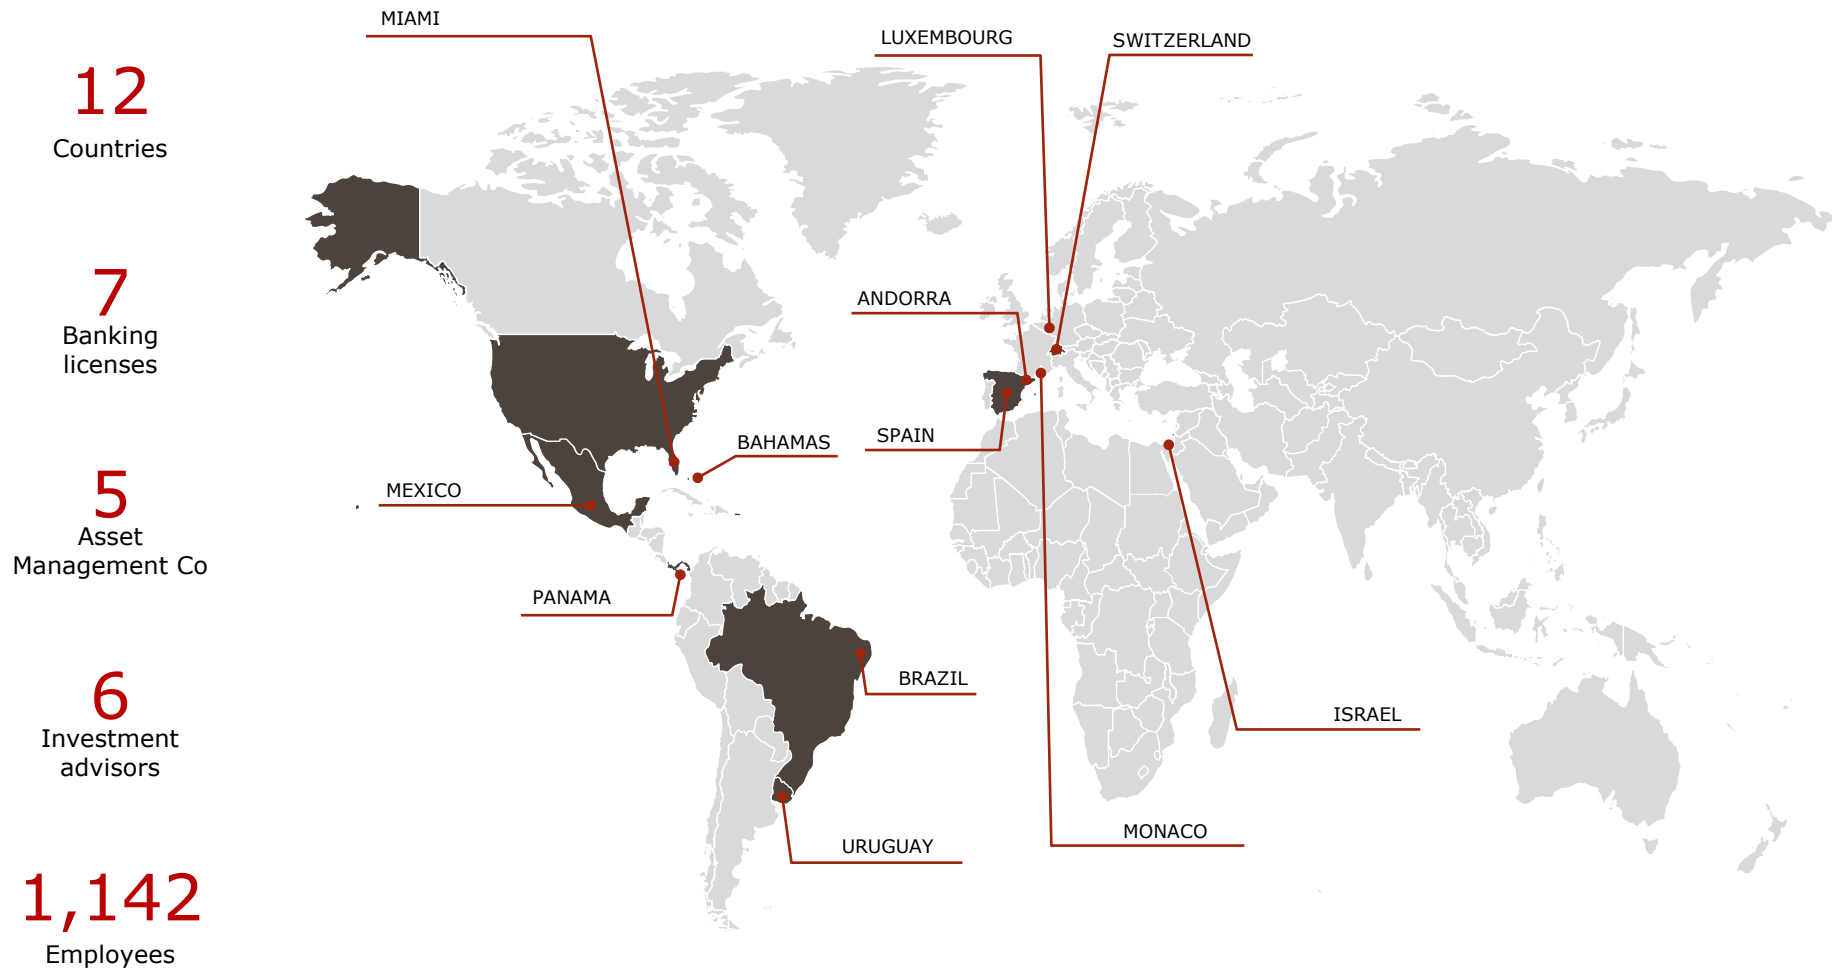 12
Countries
7
Banking
licenses
5
Asset
Management Co
6
Investment
advisors
1,142
Employees
MIAMI
LUXEMBOURG
SWITZERLAND
ANDORRA
SPAIN
BAHAMAS
MEXICO
PANAMA
BRAZIL
ISRAEL
MONACO
URUGUAY